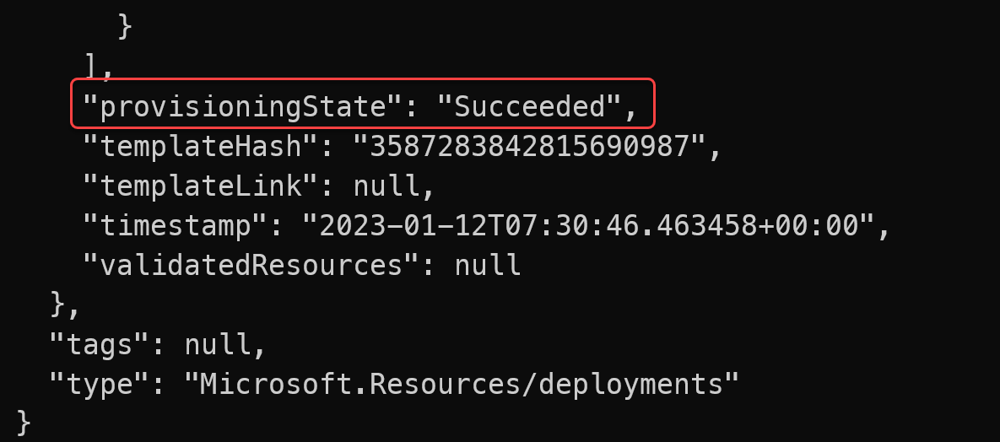 }
],
"provisioningState": "Succeeded",
"templateHash": "3587283842815690987",
"templateLink": null,
"timestamp": "2023-01-12T07:30:46.463458+00:00",
"validatedResources": null
},
"tags": null,
"type": "Microsoft.Resources/deployments"
}